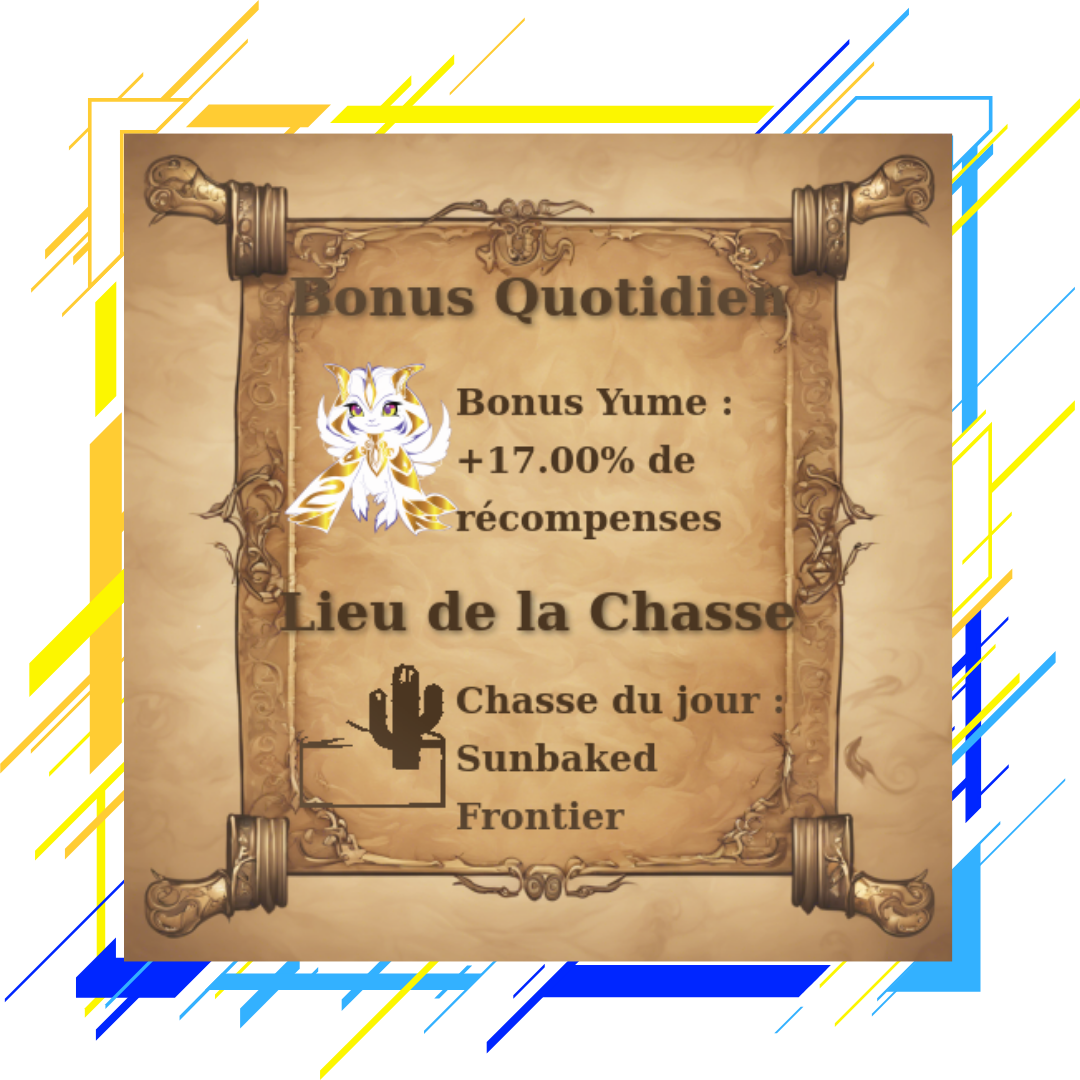 Bonus Quotidien
Bonus Yume :
+17.00% de
récompenses
Lieu de la Chasse
Chasse du jour :
Sunbaked
Frontier